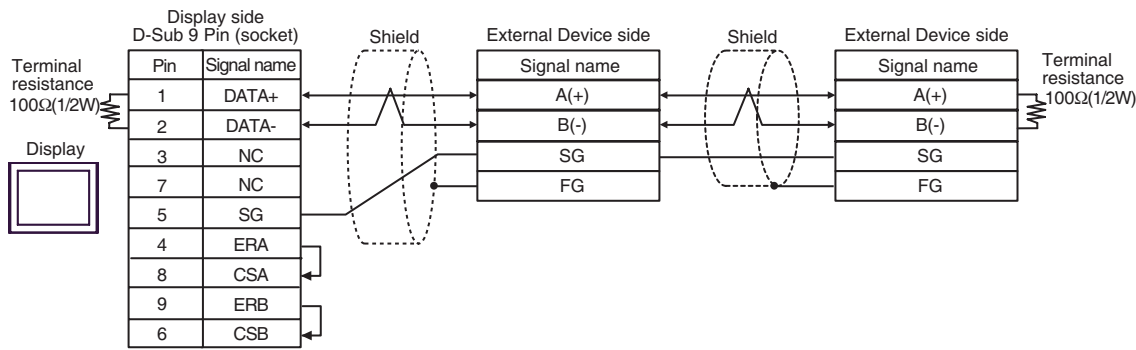 Display side
D-Sub 9 Pin (socket)
Shield
External Device side
Shield
External Device side
Terminal
resistance
100Ω(1/2W)
Pin Signal name
Signal name
Signal name
Terminal
resistance
100Ω(1/2W)
1 DATA+
A(+)
A(+)
2 DATA-
B(-)
B(-)
Display
3 NC
SG
SG
7 NC
FG
FG
5 SG
4 ERA
8 CSA
9 ERB
6 CSB